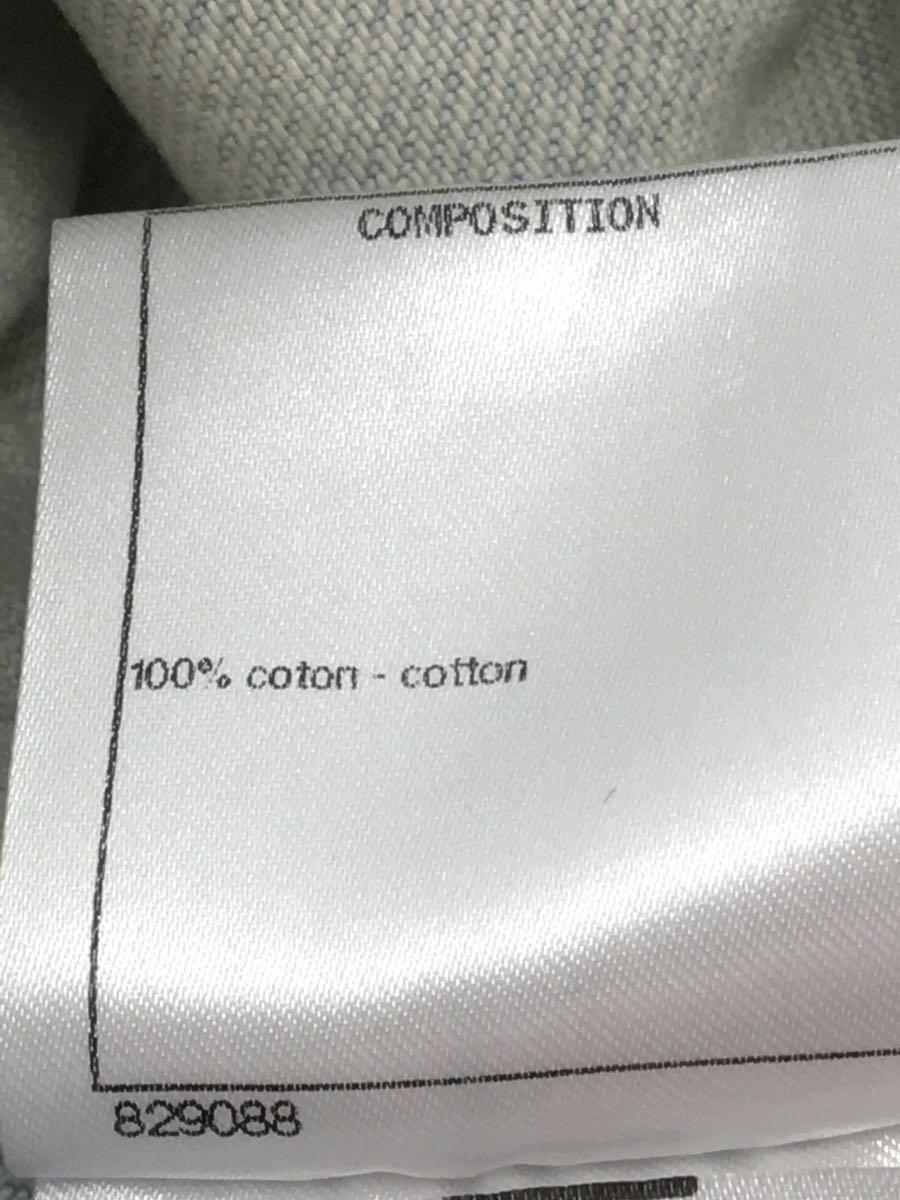 COMPOSITION
100% coton - cotton
829088